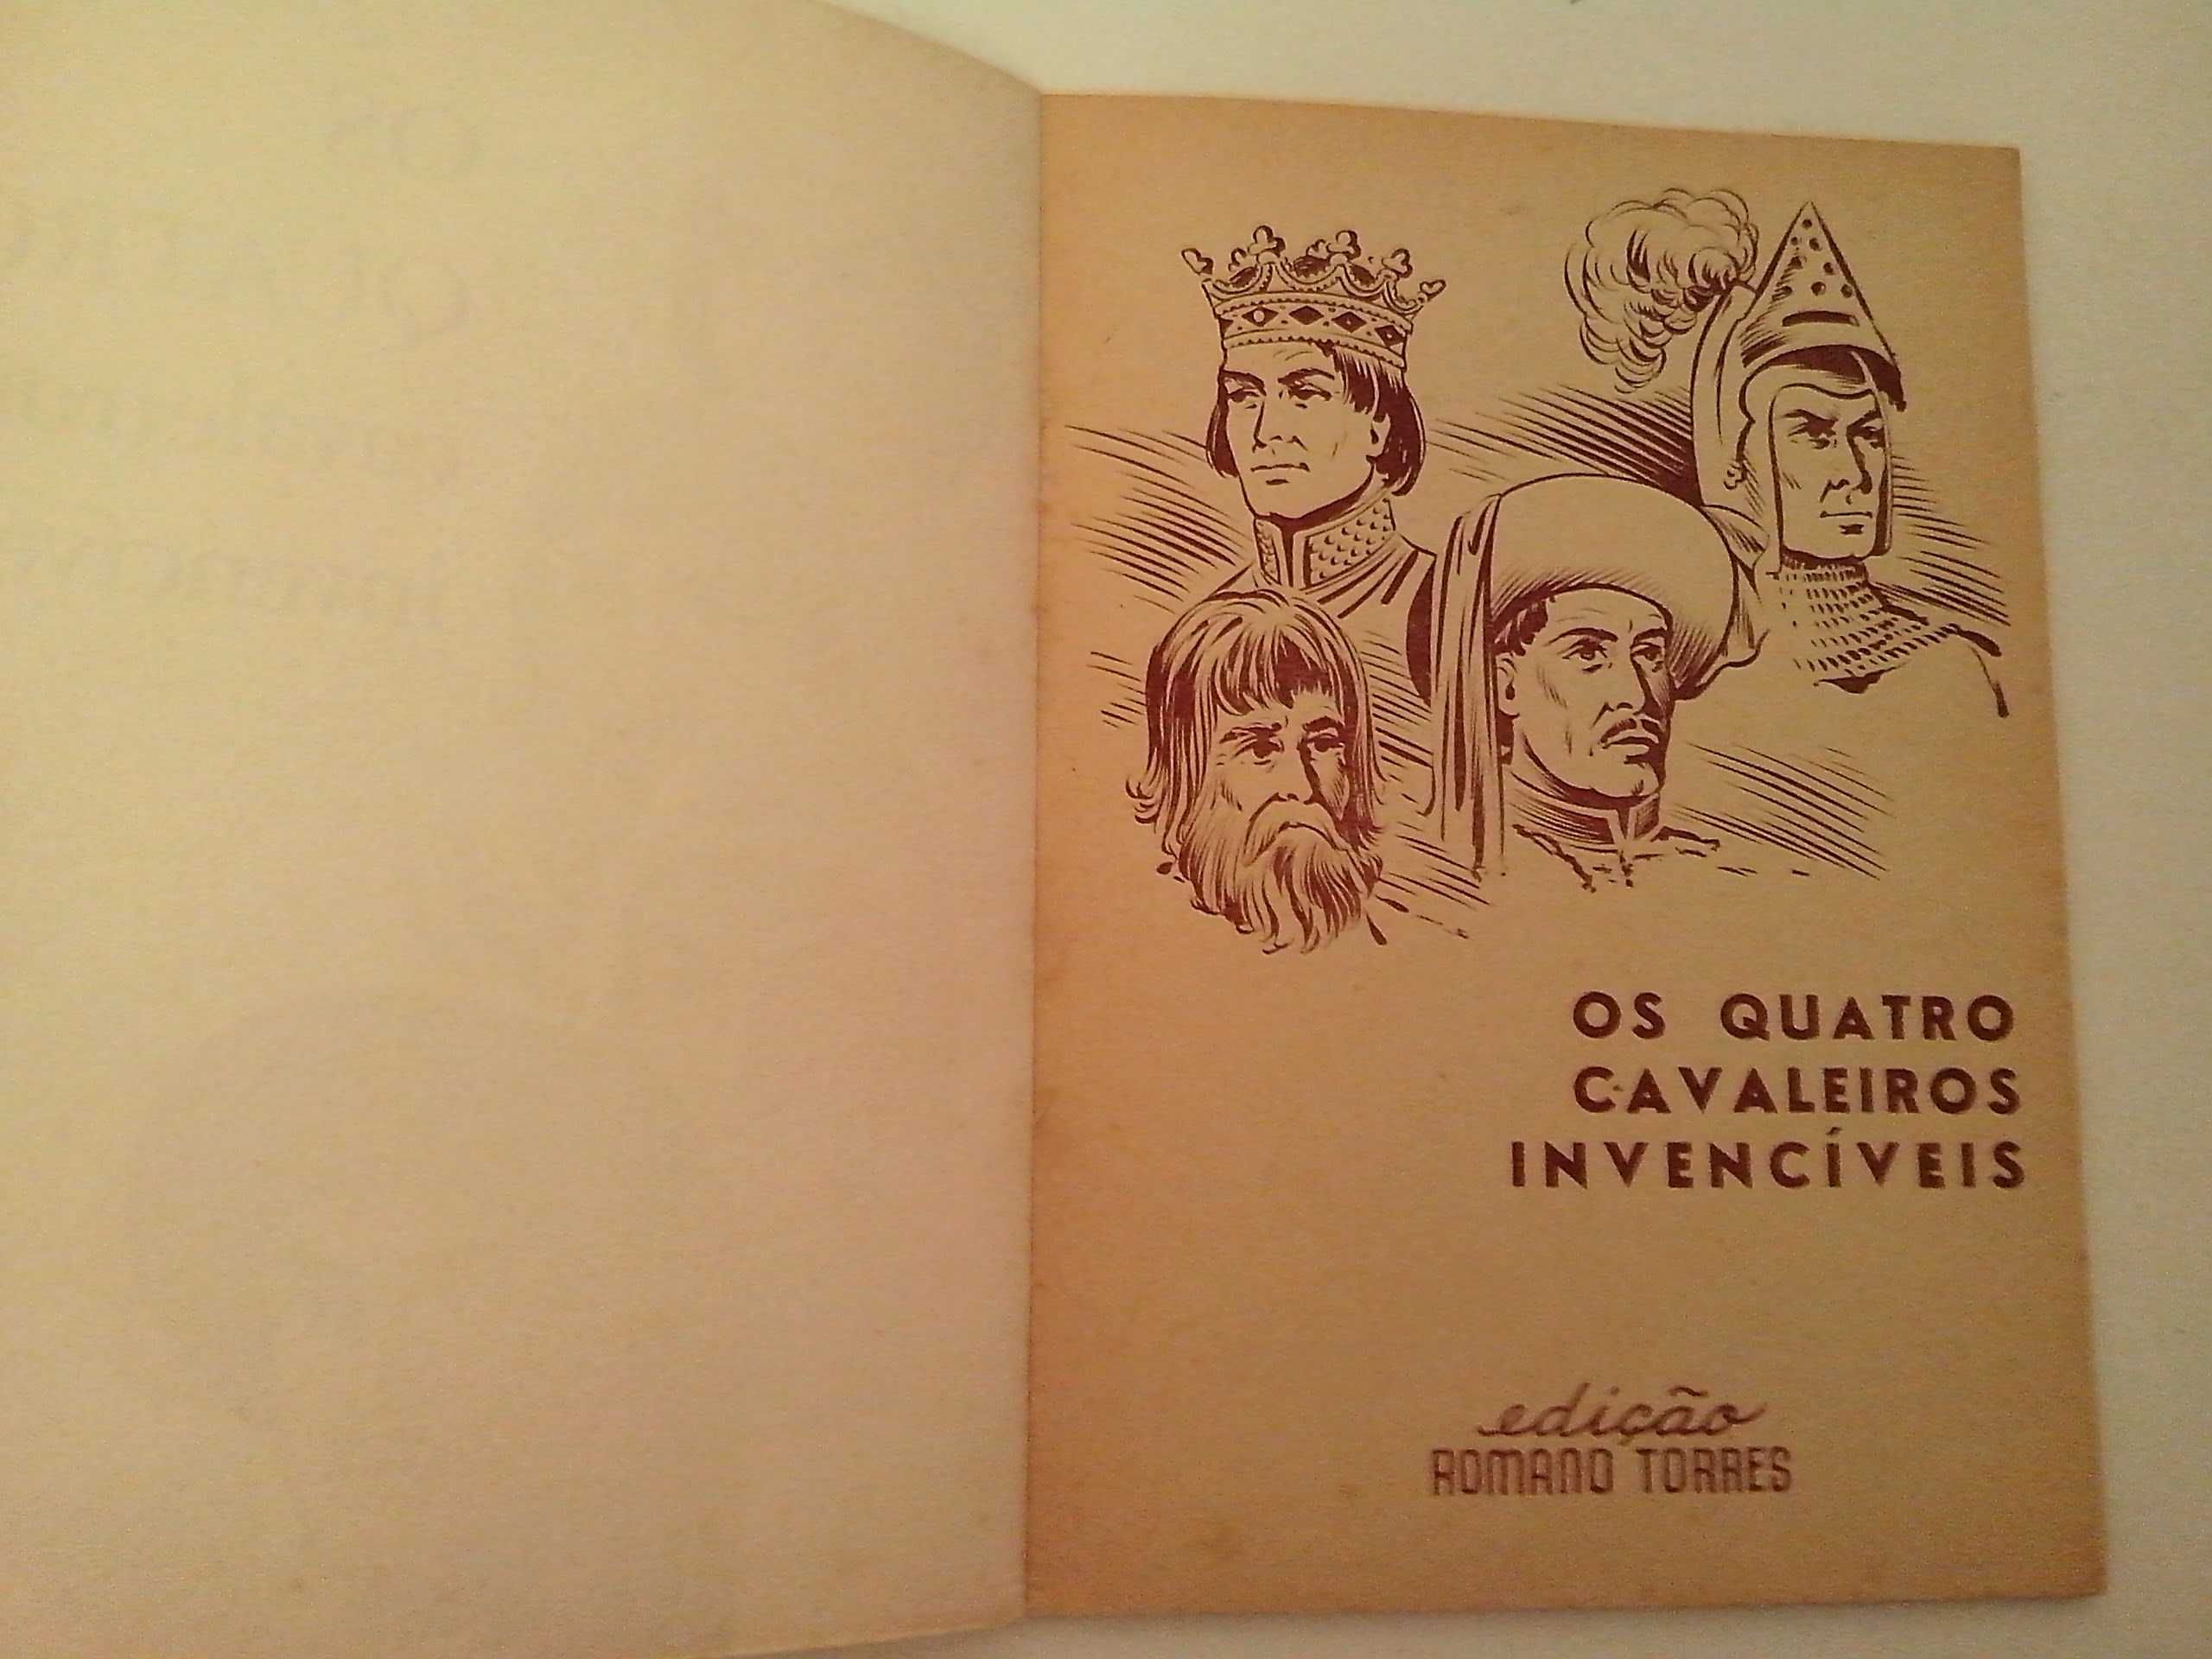 OS QUATRO
CAVALEIROS
INVENCÍVEIS
edição
ROMANO TORRES